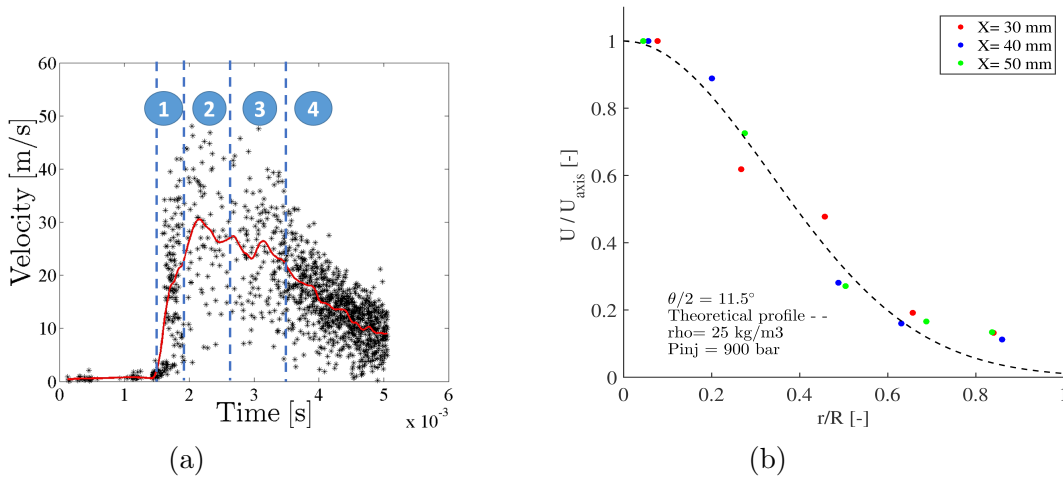 60
50
40
30
20
10
0
Velocity [m/s]
1
2
3
4
0
1
2
3
4
5
6
Time [s]
x 10⁻³
(a)
1
0.8
0.6
0.4
0.2
0
U / U_axis [-]
X= 30 mm
X= 40 mm
X= 50 mm
θ/2 = 11.5°
Theoretical profile - -
rho= 25 kg/m3
Pinj = 900 bar
0
0.2
0.4
0.6
0.8
r/R [-]
(b)